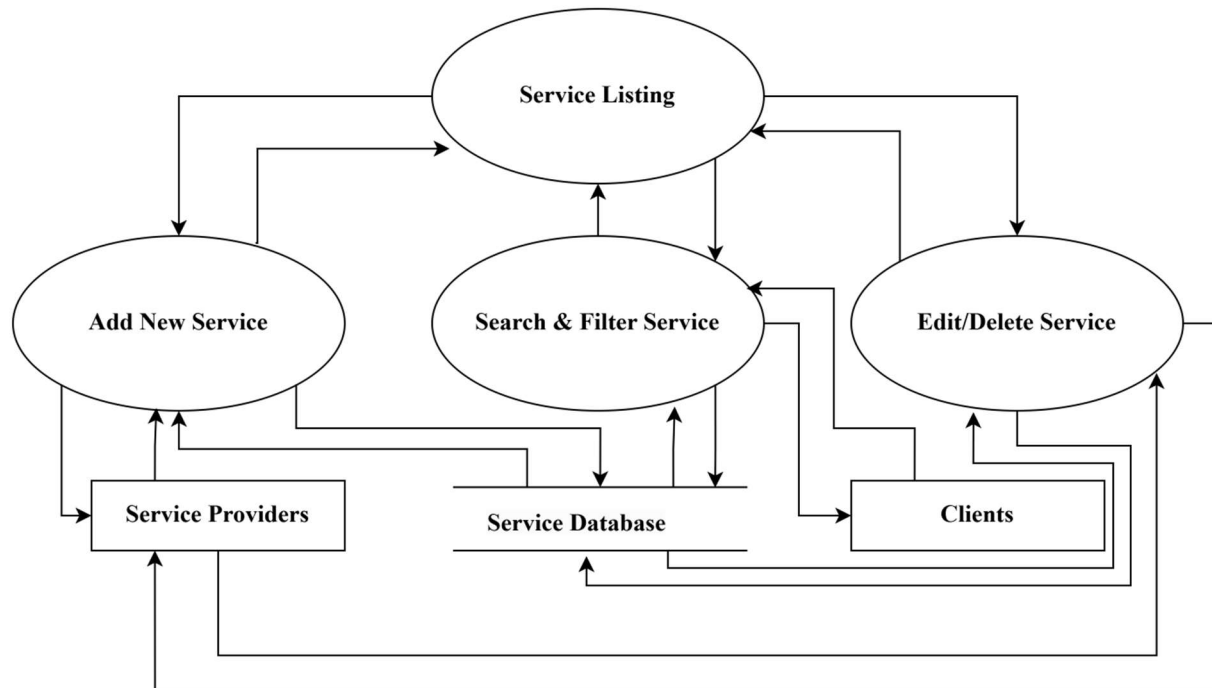 Service Listing
Add New Service
Search & Filter Service
Edit/Delete Service
Service Providers
Service Database
Clients